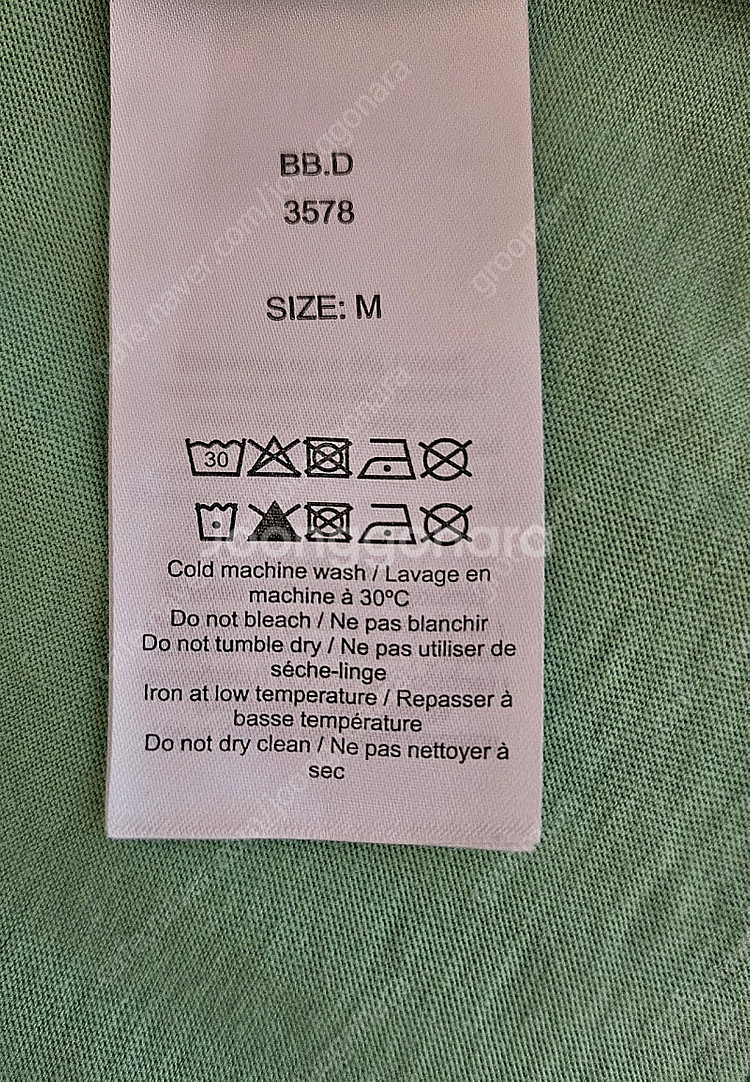 BB.D
3578
SIZE: M
30
Cold machine wash / Lavage en
machine à 30ºC
Do not bleach / Ne pas blanchir
Do not tumble dry / Ne pas utiliser de
séche-linge
Iron at low temperature / Repasser à
basse température
Do not dry clean / Ne pas nettoyer à
sec
joonggonara